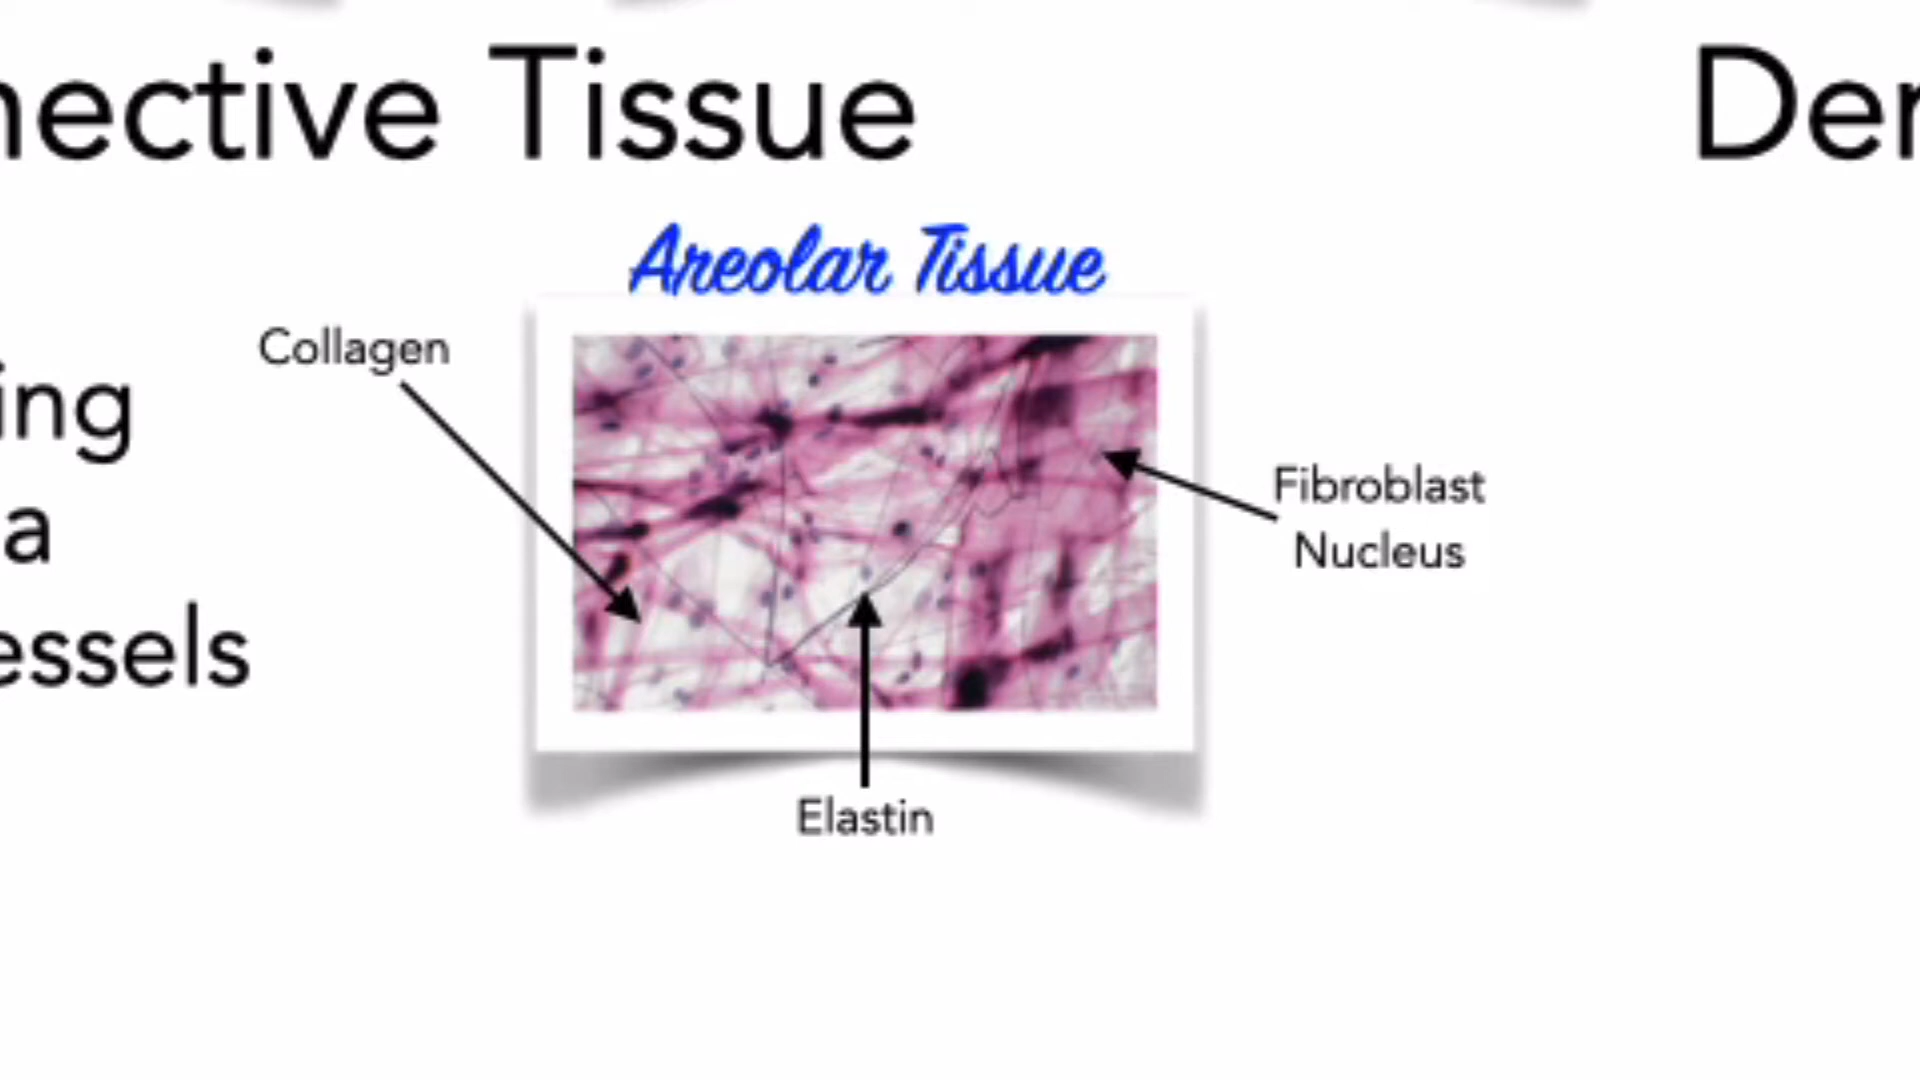 nective Tissue
Der
Areolar Tissue
Collagen
ing
Fibroblast
Nucleus
a
essels
Elastin